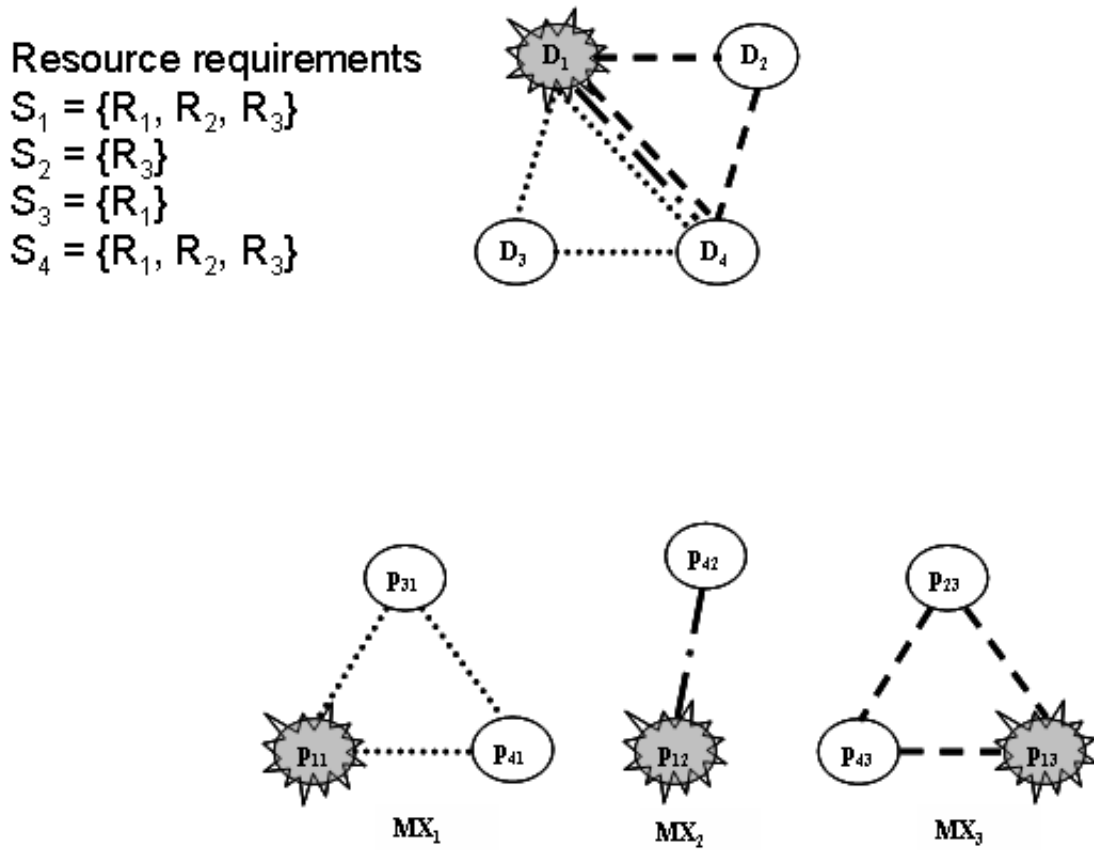 Resource requirements
S₁ = {R₁, R₂, R₃}
S₂ = {R₃}
S₃ = {R₁}
S₄ = {R₁, R₂, R₃}
D₁
D₂
D₃
D₄
p₃₁
p₁₁
p₄₁
MX₁
p₄₂
p₁₂
MX₂
p₂₃
p₄₃
p₁₃
MX₃